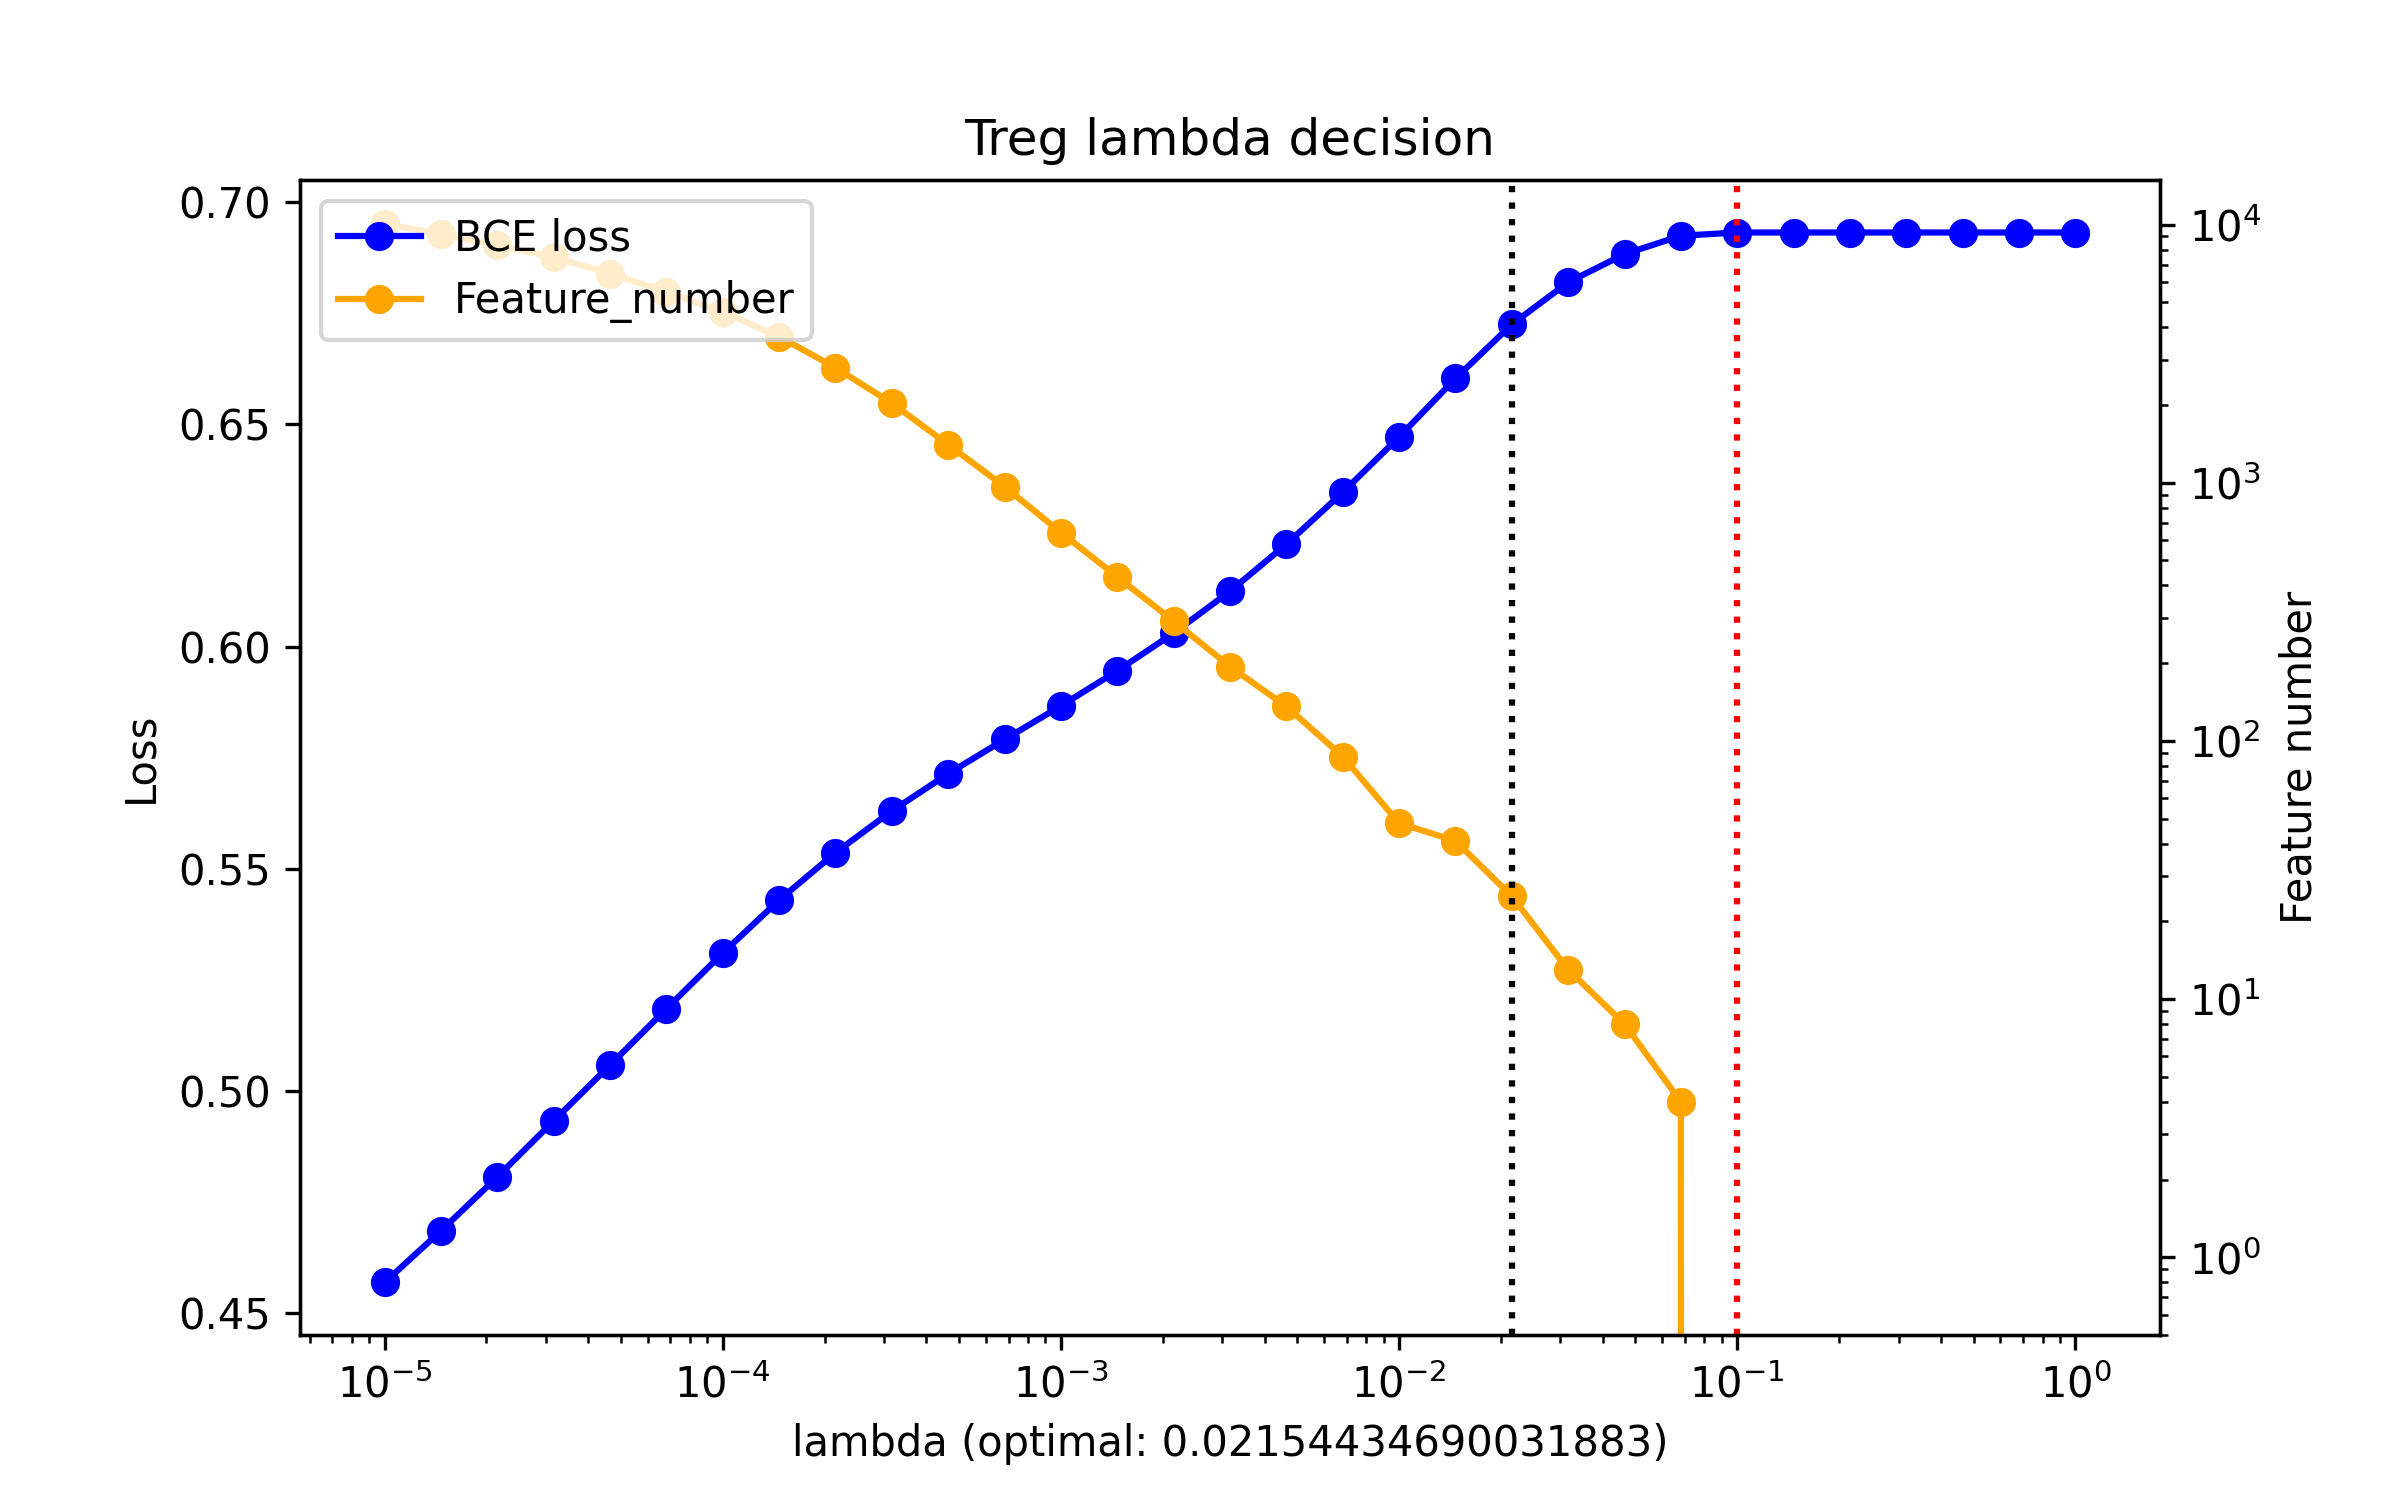 Treg lambda decision
BCE loss
Feature_number
0.70
0.65
0.60
0.55
0.50
0.45
Loss
10⁴
10³
10²
10¹
10⁰
Feature number
10⁻⁵ 10⁻⁴ 10⁻³ 10⁻² 10⁻¹ 10⁰
lambda (optimal: 0.02154434690031883)